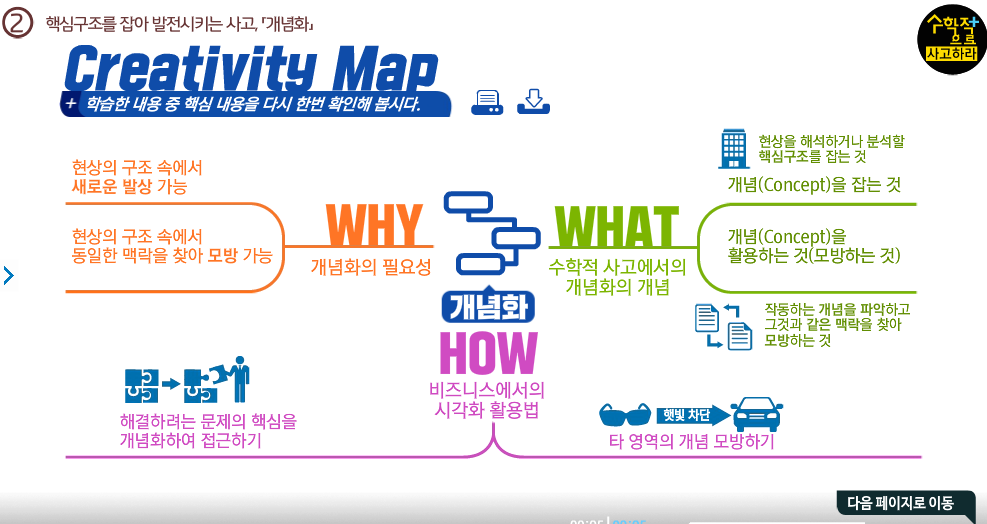 ② 핵심구조를 잡아 발전시키는 사고, 「개념화」
수학적+
으로
사고하라
Creativity Map
+ 학습한 내용 중 핵심 내용을 다시 한번 확인해 봅시다.
현상의 구조 속에서
새로운 발상 가능
현상의 구조 속에서
동일한 맥락을 찾아 모방 가능
WHY
개념화의 필요성
개념화
WHAT
수학적 사고에서의
개념화의 개념
현상을 해석하거나 분석할
핵심구조를 잡는 것
개념(Concept)을 잡는 것
개념(Concept)을
활용하는 것(모방하는 것)
작동하는 개념을 파악하고
그것과 같은 맥락을 찾아
모방하는 것
HOW
비즈니스에서의
시각화 활용법
해결하려는 문제의 핵심을
개념화하여 접근하기
햇빛 차단
타 영역의 개념 모방하기
다음 페이지로 이동